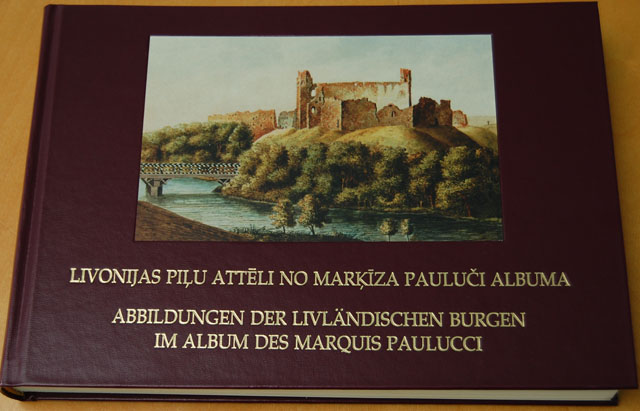 LIVONIJAS PIĻU ATTĒLI NO MARĶĪZA PAULUČI ALBUMA
ABBILDUNGEN DER LIVLÄNDISCHEN BURGEN
IM ALBUM DES MARQUIS PAULUCCI